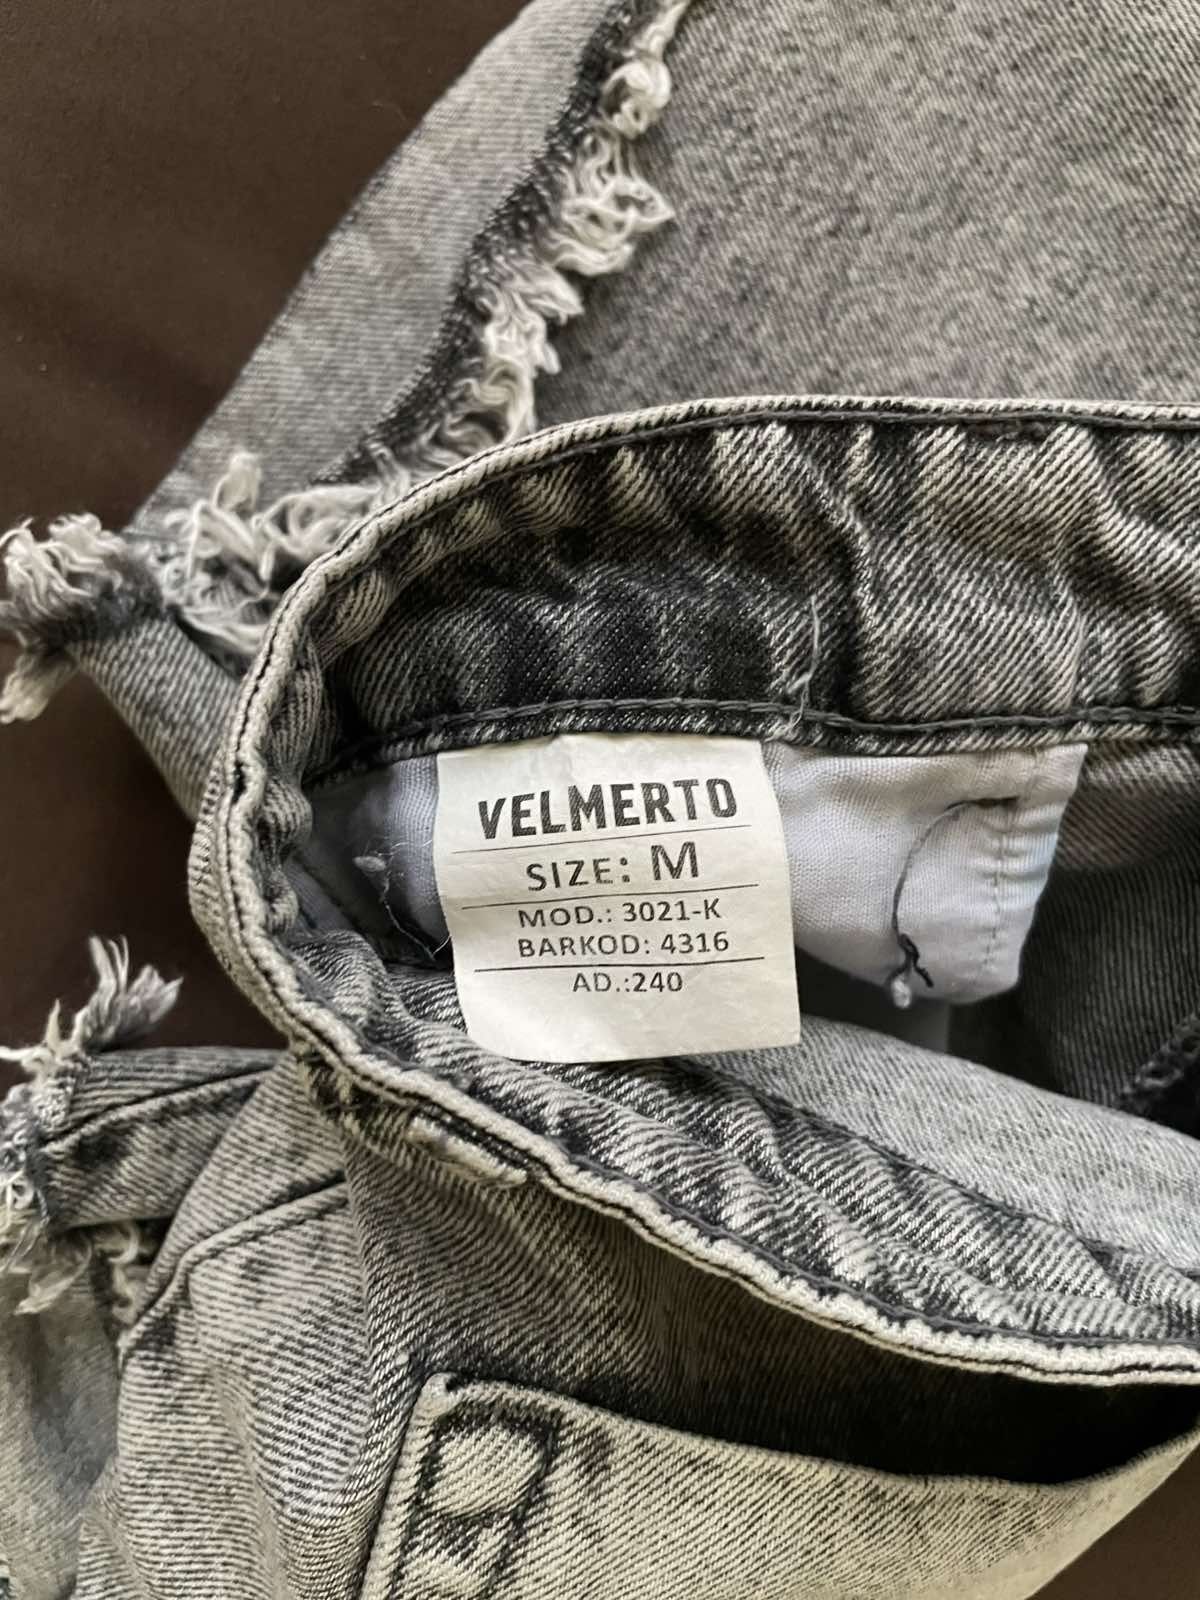 VELMERTO
SIZE: M
MOD.: 3021-K
BARKOD: 4316
AD.:240